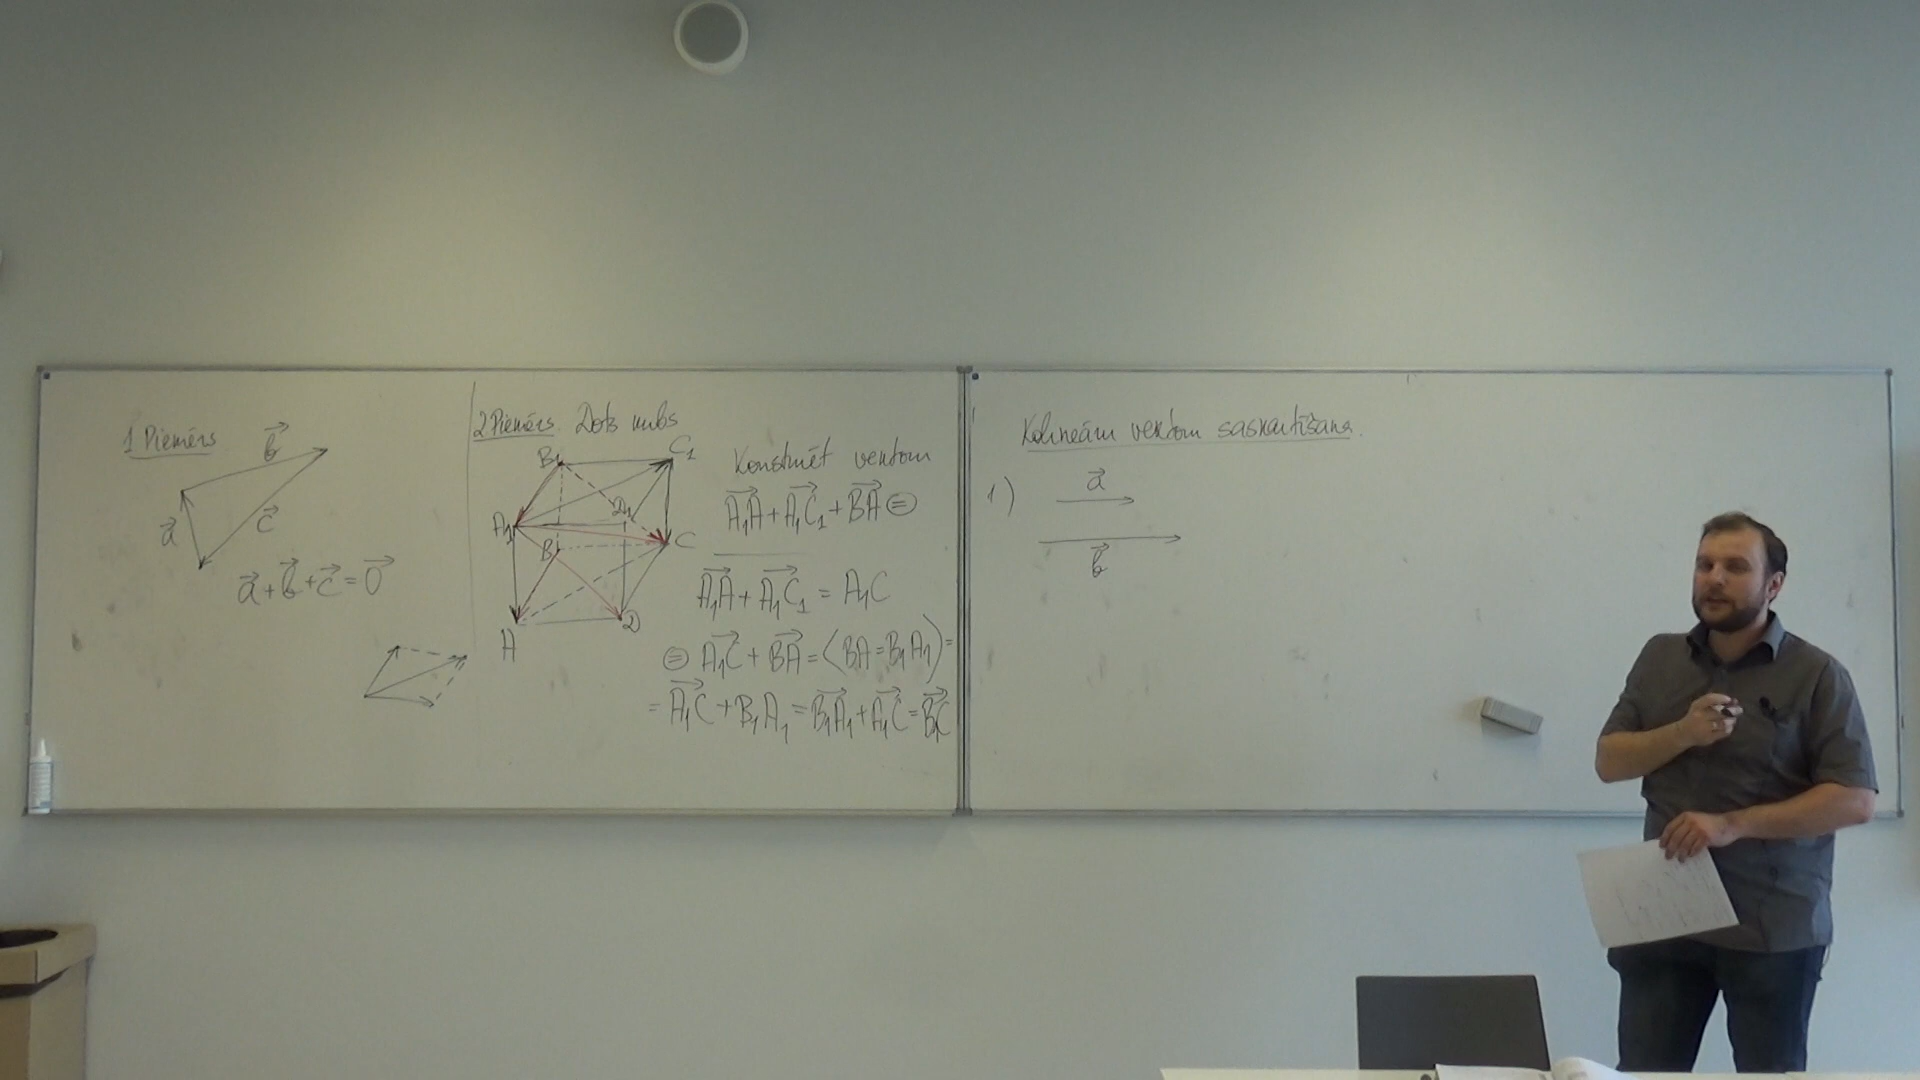 1 Piemērs
b⃗
a⃗
c⃗
a⃗ + b⃗ + c⃗ = 0⃗
2 Piemērs Dots kubs
B₁
C₁
A₁
D₁
B
C
A
D
Konstruēt vektoru
A₁A⃗ + A₁C₁⃗ + BA⃗ ⊜
A₁A⃗ + A₁C₁⃗ = A₁C
⊜ A₁C⃗ + BA⃗ = (BA = B₁A₁) =
= A₁C⃗ + B₁A₁ = B₁A₁⃗ + A₁C⃗ = B₁C⃗
Kolineāru vektoru saskaitīšana.
1)
a⃗
b⃗